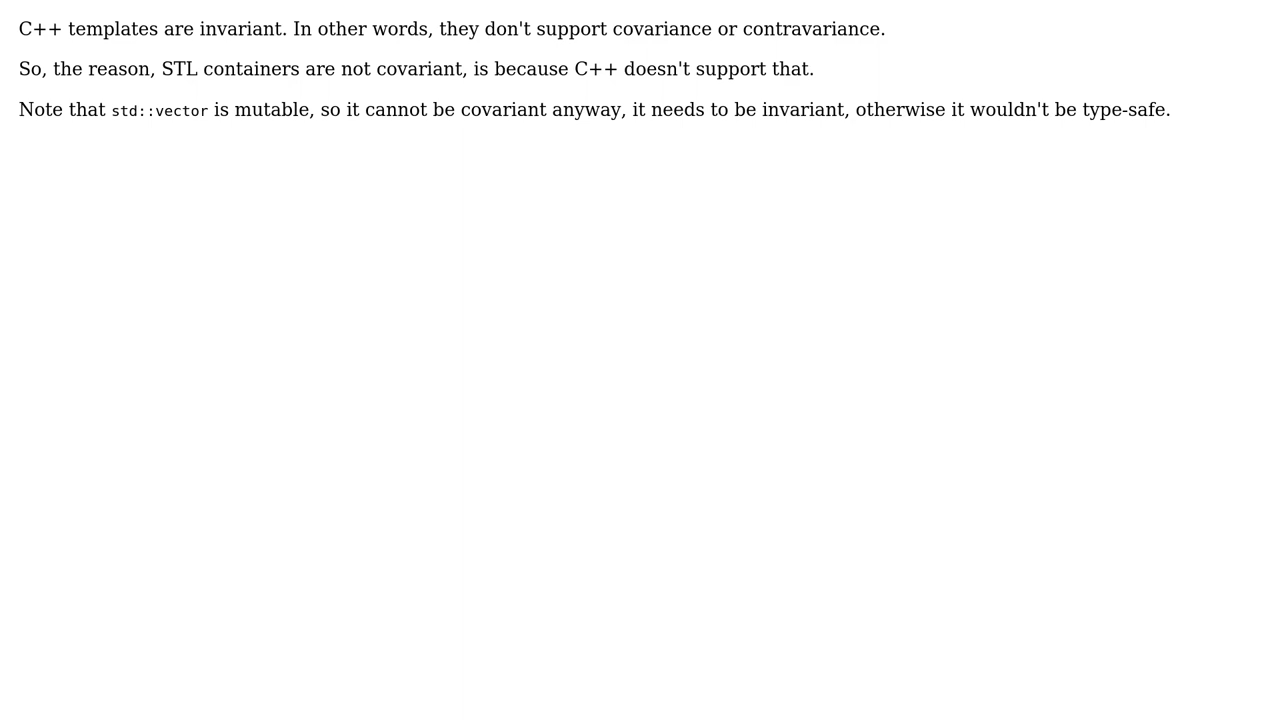 C++ templates are invariant. In other words, they don't support covariance or contravariance.
So, the reason, STL containers are not covariant, is because C++ doesn't support that.
Note that std::vector is mutable, so it cannot be covariant anyway, it needs to be invariant, otherwise it wouldn't be type-safe.